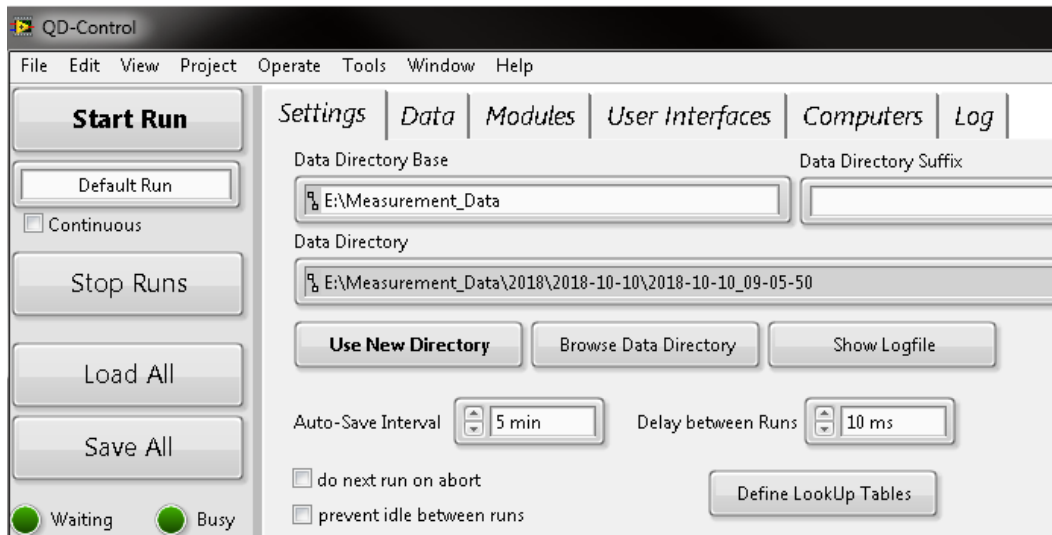 QD-Control
File Edit View Project Operate Tools Window Help
Start Run
Default Run
Continuous
Stop Runs
Load All
Save All
Waiting Busy
Settings Data Modules User Interfaces Computers Log
Data Directory Base Data Directory Suffix
E:\Measurement_Data
Data Directory
E:\Measurement_Data\2018\2018-10-10\2018-10-10_09-05-50
Use New Directory Browse Data Directory Show Logfile
Auto-Save Interval 5 min Delay between Runs 10 ms
do next run on abort
Define LookUp Tables
prevent idle between runs